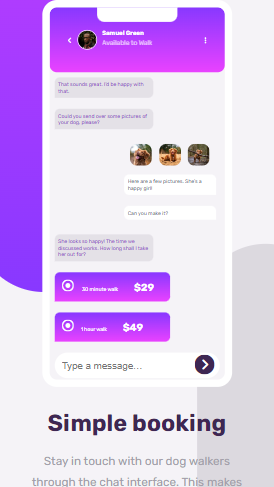 Samuel Green
Available to Walk
That sounds great. I'd be happy with
that.
Could you send over some pictures of
your dog, please?
Here are a few pictures. She's a
happy girl!
Can you make it?
She looks so happy! The time we
discussed works. How long shall I take
her out for?
30 minute walk $29
1 hour walk $49
Type a message...
Simple booking
Stay in touch with our dog walkers
through the chat interface. This makes